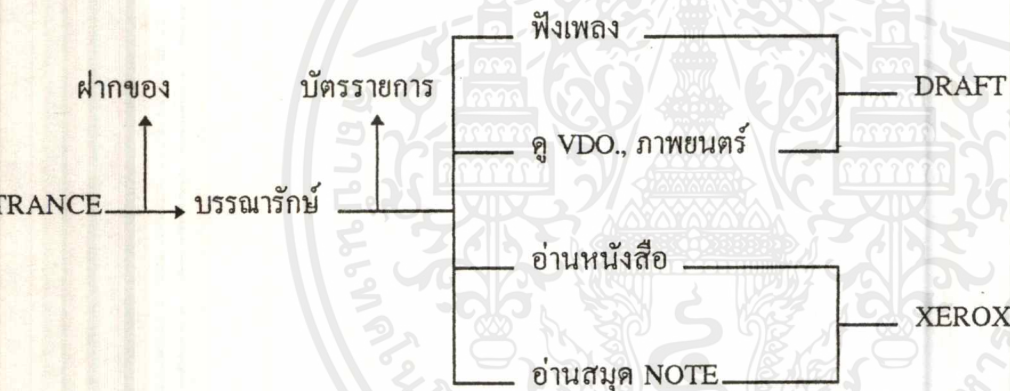 ฟังเพลง
ฝากของ
บัตรรายการ
DRAFT
ดู VDO., ภาพยนตร์
TRANCE
บรรณารักษ์
อ่านหนังสือ
XEROX
อ่านสมุด NOTE